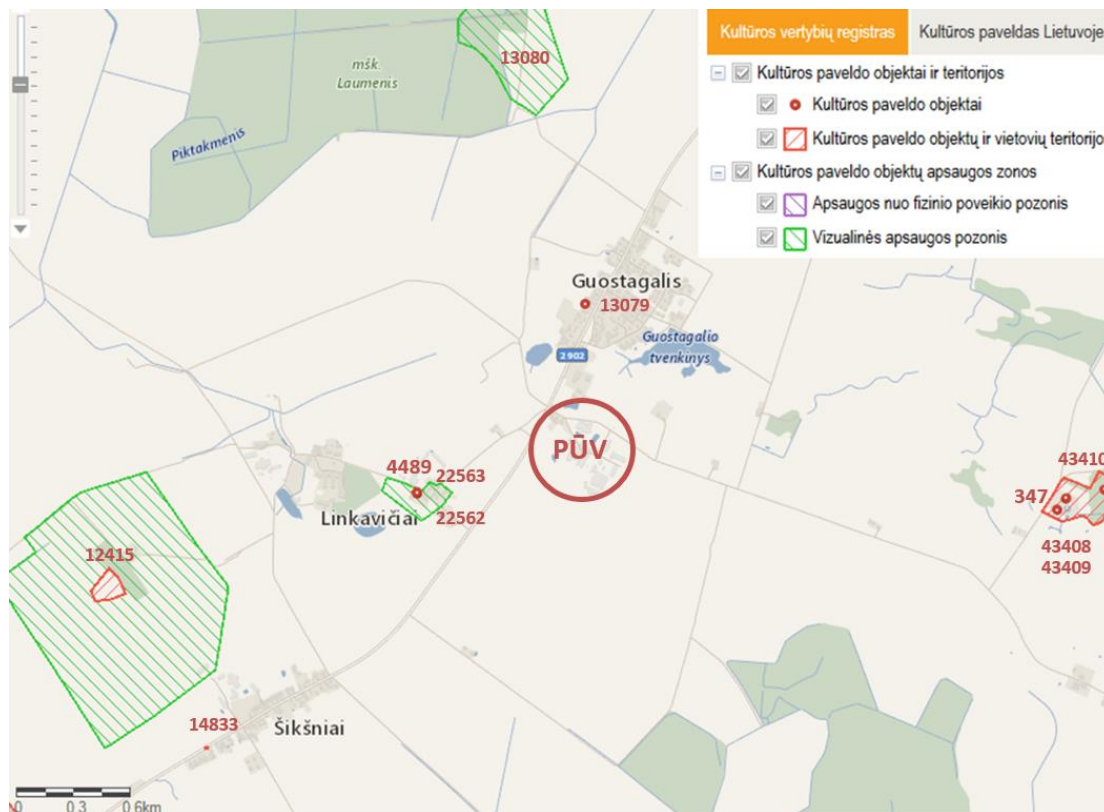 Kultūros vertybių registras
Kultūros paveldas Lietuvoje
Kultūros paveldo objektai ir teritorijos
Kultūros paveldo objektai
Kultūros paveldo objektų ir vietovių teritorijo
Kultūros paveldo objektų apsaugos zonos
Apsaugos nuo fizinio poveikio pozonis
Vizualinės apsaugos pozonis
13080
mšk.
Laumenis
Piktakmenis
Guostagalis
13079
Guostagalio
tvenkinys
2902
PŪV
4489
22563
22562
Linkavičiai
43410
347
43408
43409
12415
14833
Šikšniai
0 0.3 0.6km